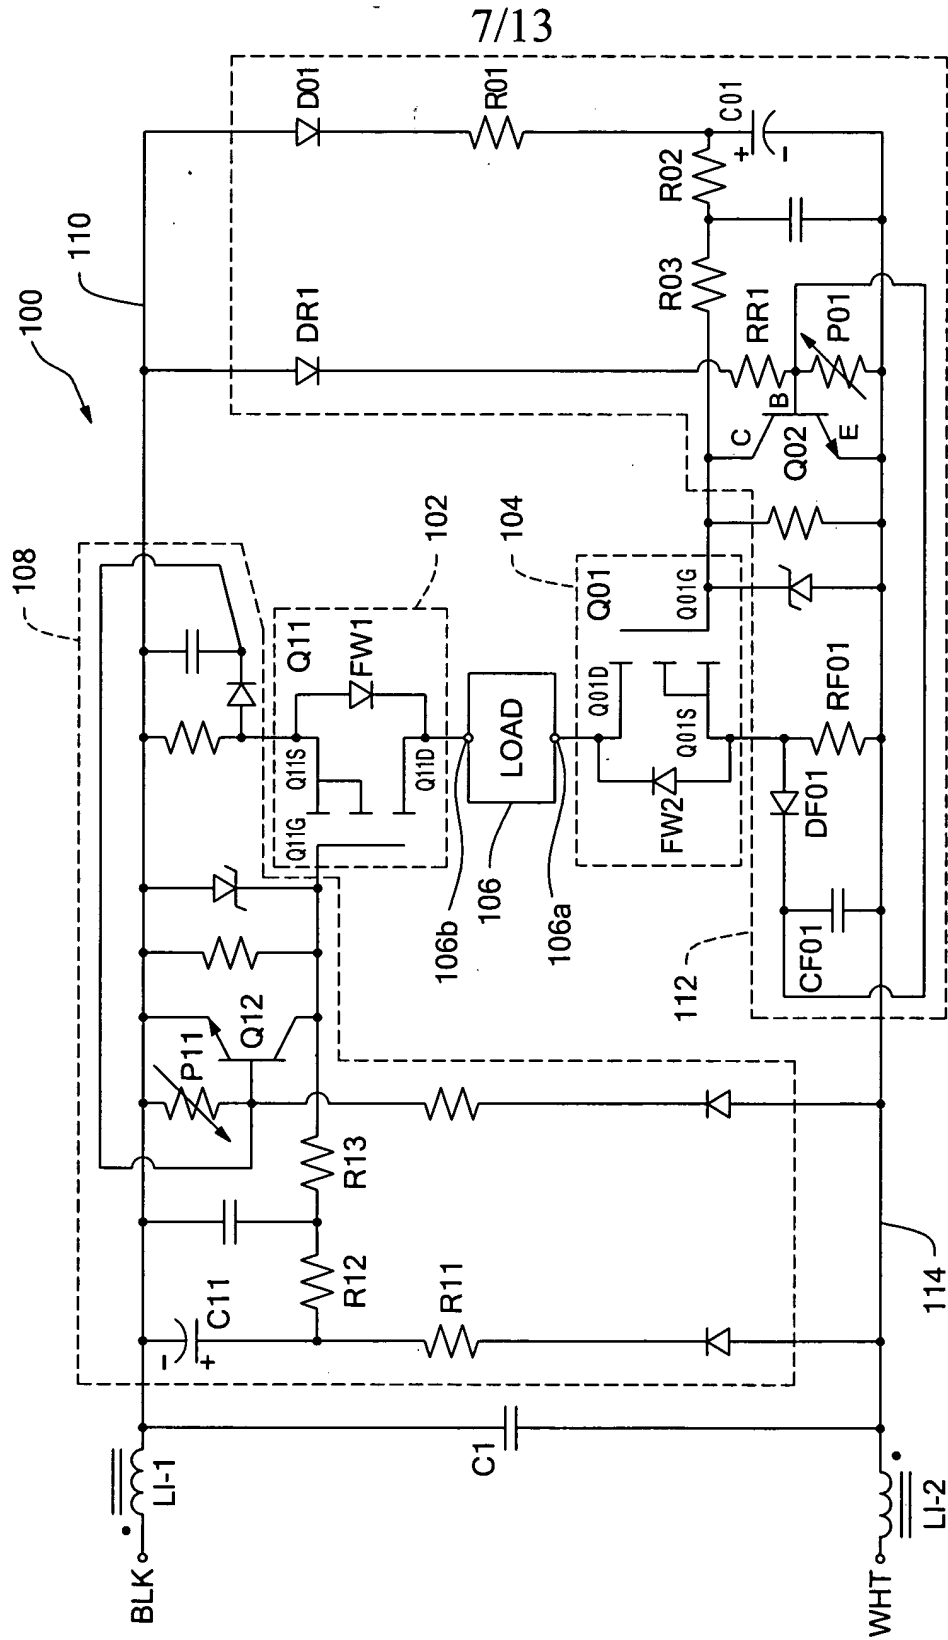 7/13
100
110
108
D01
R01
C01
+
-
R02
R03
DR1
RR1
P01
B
C
E
Q02
102
104
Q11
FW1
Q11S
Q11G
Q11D
LOAD
106
106b
106a
Q01
Q01G
Q01D
Q01S
FW2
RF01
DF01
CF01
112
Q12
P11
R13
R12
R11
C11
-
+
C1
114
LI-1
BLK
LI-2
WHT